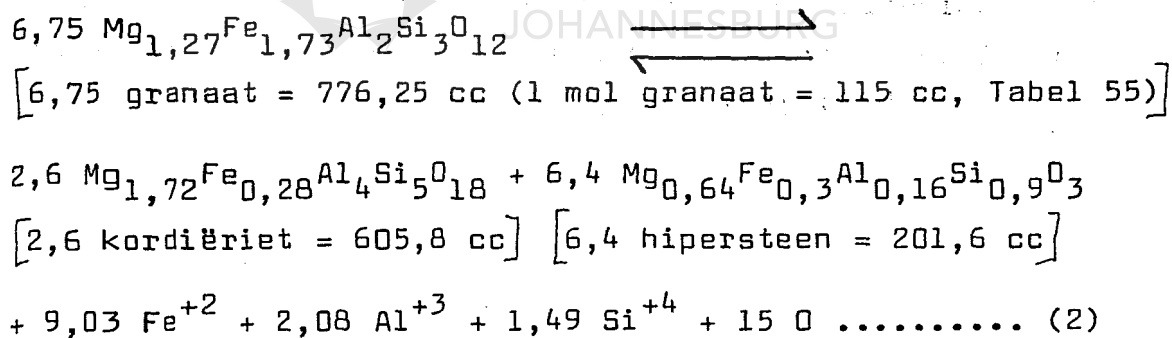 JOHANNESBURG
6,75 Mg1,27Fe1,73Al2Si3O12 ⇌
[6,75 granaat = 776,25 cc (1 mol granaat = 115 cc, Tabel 55)]
2,6 Mg1,72Fe0,28Al4Si5O18 + 6,4 Mg0,64Fe0,3Al0,16Si0,9O3
[2,6 kordiëriet = 605,8 cc] [6,4 hipersteen = 201,6 cc]
+ 9,03 Fe+2 + 2,08 Al+3 + 1,49 Si+4 + 15 O .......... (2)